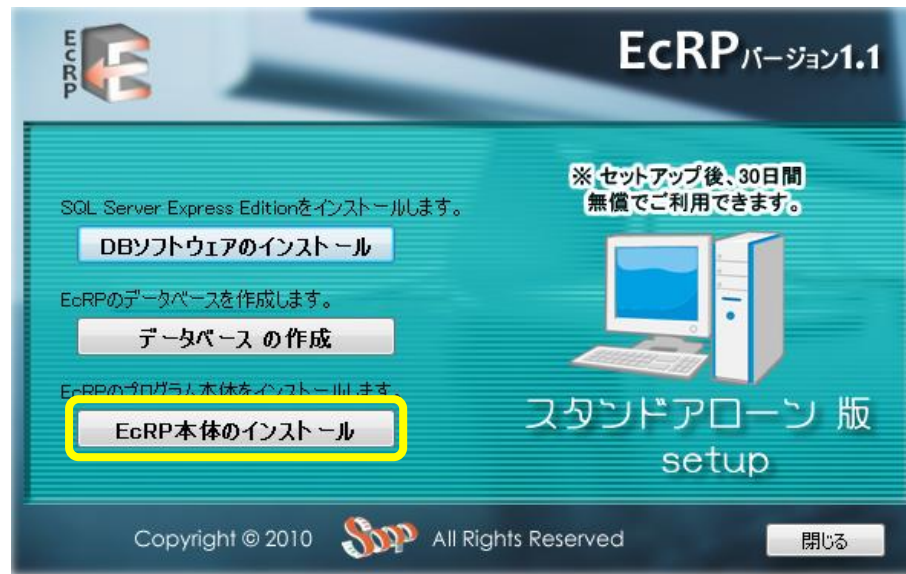 ECRP
EcRPバージョン1.1
※ セットアップ後、30日間
無償でご利用できます。
SQL Server Express Editionをインストールします。
DBソフトウェアのインストール
EcRPのデータベースを作成します。
データベース の作成
EcRPのプログラム本体をインストールします。
EcRP本体のインストール
スタンドアローン 版
setup
Copyright © 2010 Sopp All Rights Reserved
閉じる